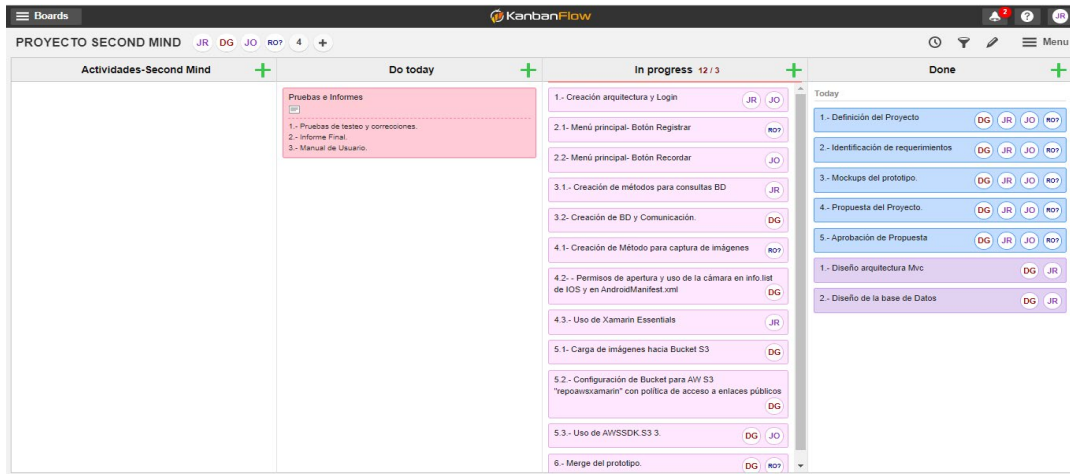 Boards
KanbanFlow
2
?
JR
PROYECTO SECOND MIND JR DG JO RO? 4 +
Menu
Actividades-Second Mind
Do today
In progress 12 / 3
Done
Pruebas e Informes
1.- Pruebas de testeo y correcciones.
2.- Informe Final.
3.- Manual de Usuario.
1.- Creación arquitectura y Login
JR JO
2.1- Menú principal- Botón Registrar
RO?
2.2- Menú principal- Botón Recordar
JO
3.1.- Creación de métodos para consultas BD
JR
3.2- Creación de BD y Comunicación.
DG
4.1- Creación de Método para captura de imágenes
RO?
4.2- - Permisos de apertura y uso de la cámara en info.list
de IOS y en AndroidManifest.xml
DG
4.3.- Uso de Xamarin Essentials
JR
5.1- Carga de imágenes hacia Bucket S3
DG
5.2.- Configuración de Bucket para AW S3
"repoawsxamarin" con política de acceso a enlaces públicos
DG
5.3.- Uso de AWSSDK.S3 3.
DG JO
6.- Merge del prototipo.
DG RO?
Today
1.- Definición del Proyecto
DG JR JO RO?
2.- Identificación de requerimientos
DG JR JO RO?
3.- Mockups del prototipo.
DG JR JO RO?
4.- Propuesta del Proyecto.
DG JR JO RO?
5.- Aprobación de Propuesta
DG JR JO RO?
1.- Diseño arquitectura Mvc
DG JR
2.- Diseño de la base de Datos
DG JR